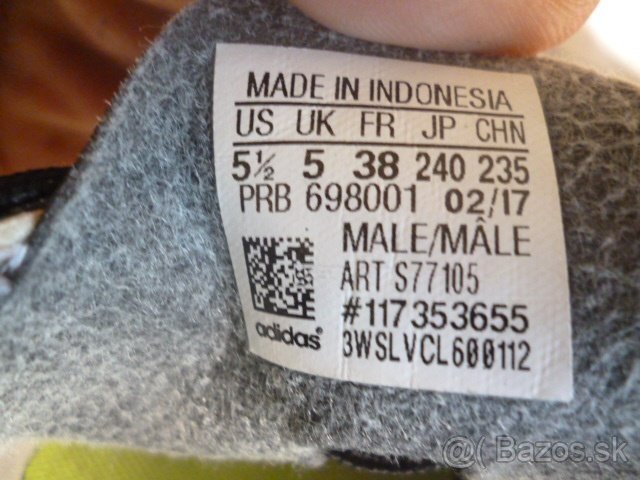 MADE IN INDONESIA
US UK FR JP CHN
5½ 5 38 240 235
PRB 698001 02/17
MALE/MÂLE
ART S77105
#117353655
adidas® 3WSLVCL600112
@( Bazos.sk